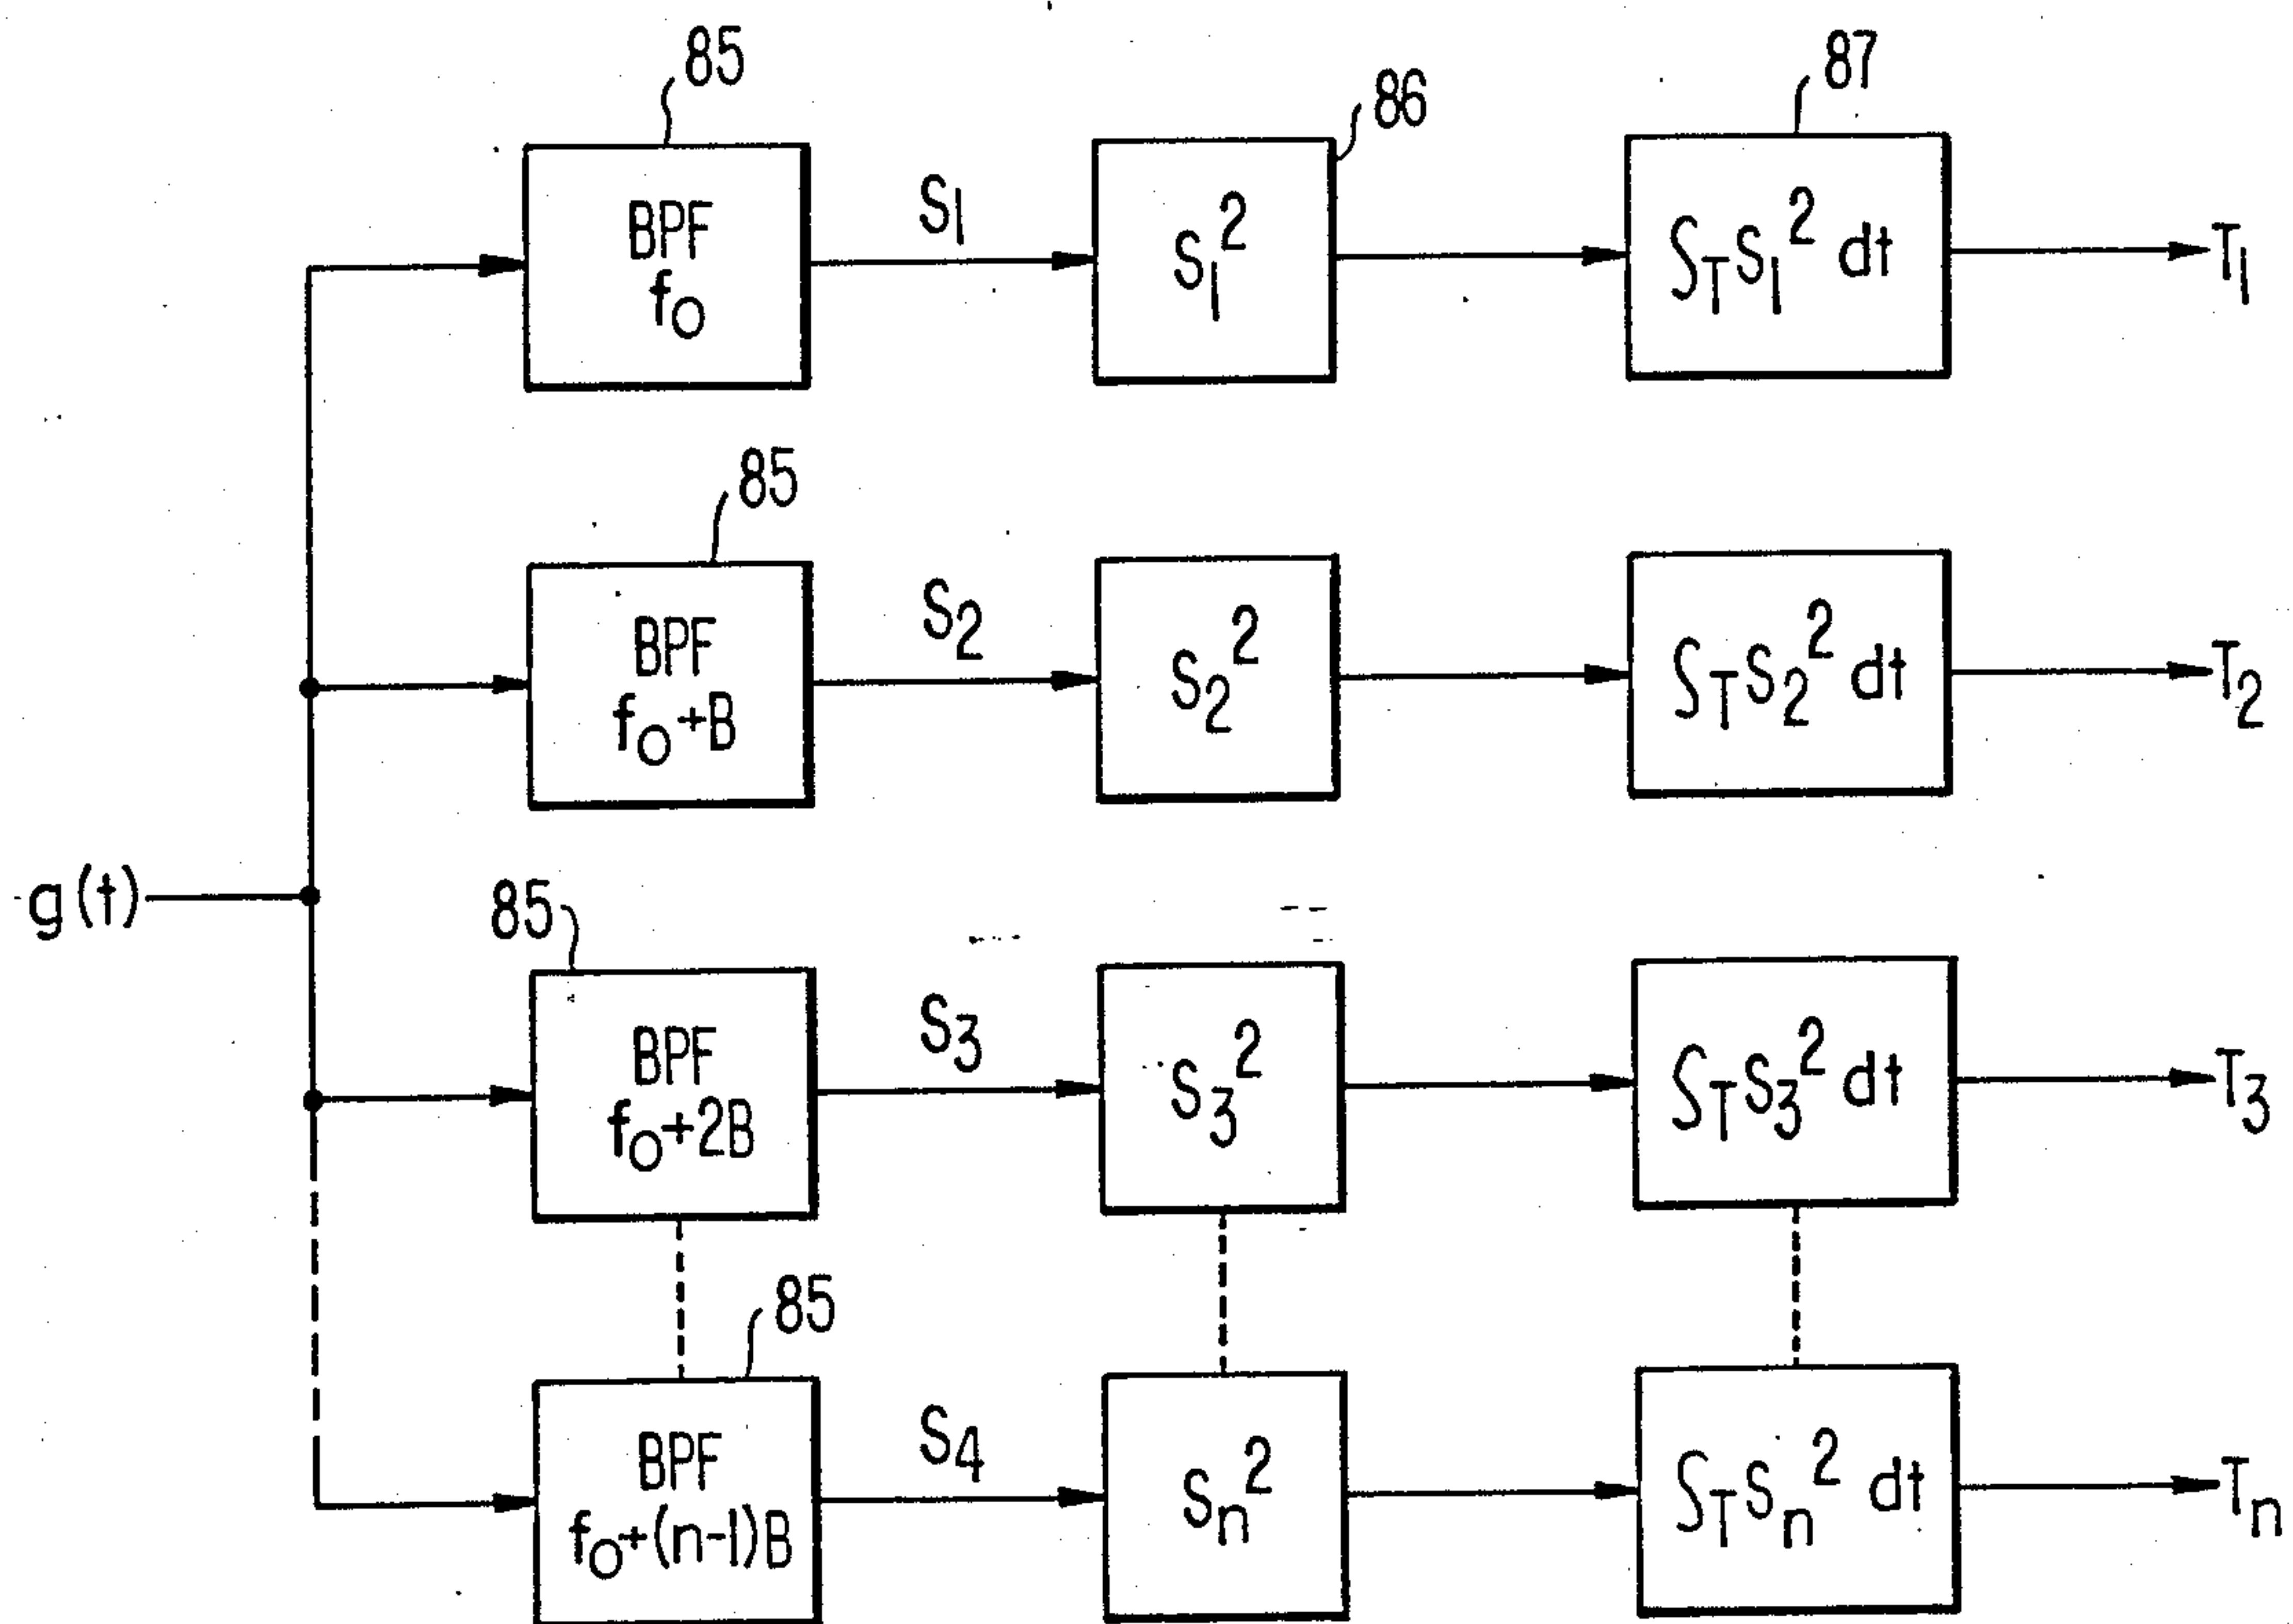 85
86
87
BPF
f₀
S₁
S₁²
∫T S₁² dt
T₁
85
BPF
f₀+B
S₂
S₂²
∫T S₂² dt
T₂
g(t)
85
BPF
f₀+2B
S₃
S₃²
∫T S₃² dt
T₃
85
BPF
f₀+(n-1)B
S₄
Sₙ²
∫T Sₙ² dt
Tₙ